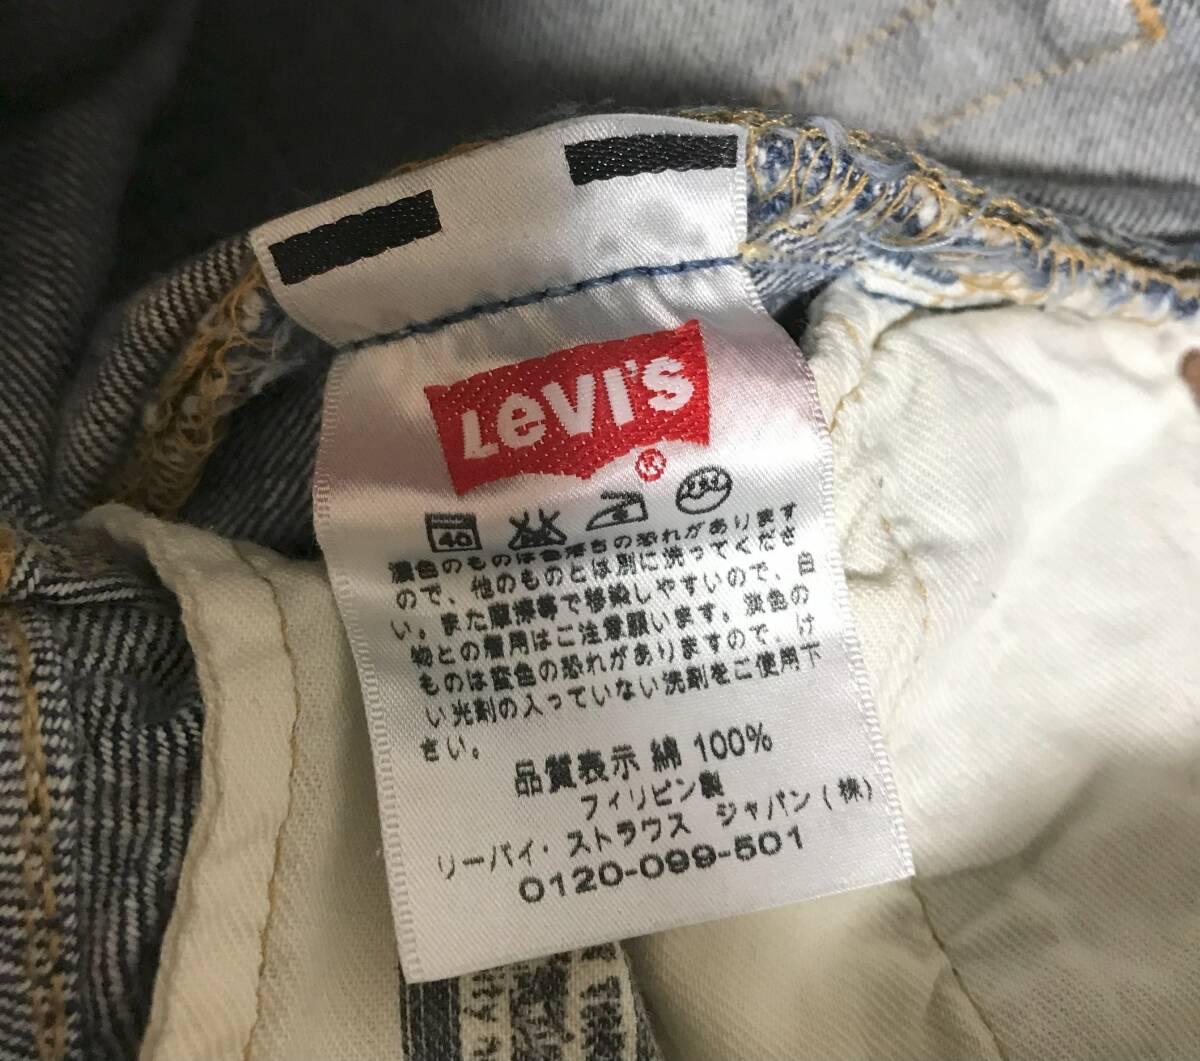 LEVI'S
®
40
濃色のものは色落ちの恐れがあります
ので、他のものとは別に洗ってくださ
い。また摩擦等で移染しやすいので、白
物との着用はご注意願います。淡色の
ものは変色の恐れがありますので、け
い光剤の入っていない洗剤をご使用下
さい。
品質表示 綿 100%
フィリピン製
リーバイ・ストラウス ジャパン(株)
0120-099-501